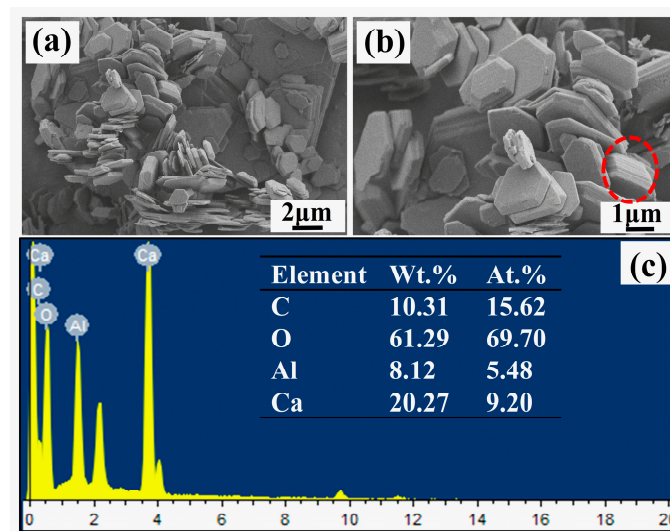 (a)
(b)
2μm
1μm
(c)
Ca
Ca
C
O
Al
Element Wt.% At.%
C 10.31 15.62
O 61.29 69.70
Al 8.12 5.48
Ca 20.27 9.20
0 2 4 6 8 10 12 14 16 18 20